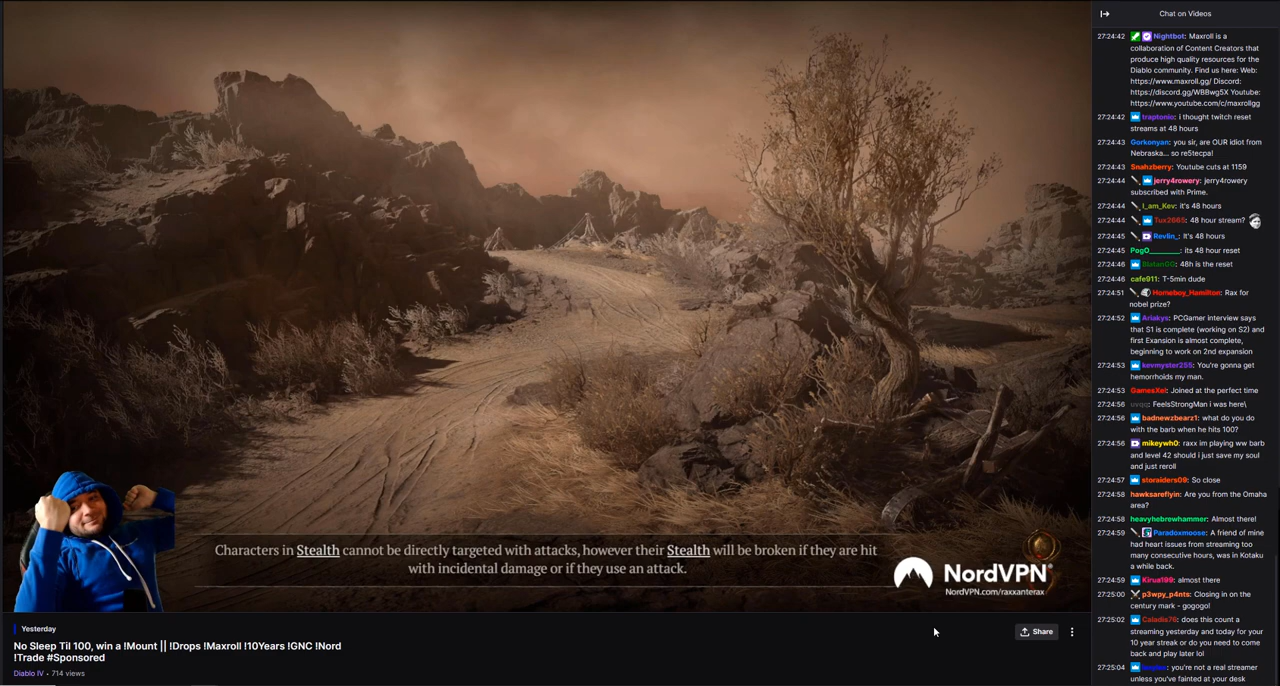 Chat on Videos
27:24:42 Nightbot: Maxroll is a
collaboration of Content Creators that
produce high quality resources for the
Diablo community. Find us here: Web:
https://www.maxroll.gg/ Discord:
https://discord.gg/WBBwg5X Youtube:
https://www.youtube.com/c/maxrollgg
27:24:42 traptonic: i thought twitch reset
streams at 48 hours
27:24:43 Gorkonyan: you sir, are OUR idiot from
Nebraska... so re5tecpa!
27:24:43 Snahzberry: Youtube cuts at 1159
27:24:44 jerry4rowery: jerry4rowery
subscribed with Prime.
27:24:44 I_am_Kev: it's 48 hours
27:24:44 Tux2665: 48 hour stream?
27:24:45 Revlin_: It's 48 hours
27:24:45 PogO________: its 48 hour reset
27:24:46 BlatanOG: 48h is the reset
27:24:46 cafe911: T-5min dude
27:24:51 Homeboy_Hamilton: Rax for
nobel prize?
27:24:52 Ariakys: PCGamer interview says
that S1 is complete (working on S2) and
first Exansion is almost complete,
beginning to work on 2nd expansion
27:24:53 kevmyster255: You're gonna get
hemorrhoids my man.
27:24:53 GamesXei: Joined at the perfect time
27:24:56 FeelsStrongMan i was here\
27:24:56 badnewzbearz1: what do you do
with the barb when he hits 100?
27:24:56 mikeywh0: raxx im playing ww barb
and level 42 should i just save my soul
and just reroll
27:24:57 storaiders09: So close
27:24:58 hawksareflyin: Are you from the Omaha
area?
27:24:58 heavyhebrewhammer: Almost there!
27:24:59 Paradoxmoose: A friend of mine
had heart issues from streaming too
many consecutive hours, was in Kotaku
a while back.
27:24:59 Kirua199: almost there
27:25:00 p3wpy_p4nts: Closing in on the
century mark - gogogo!
27:25:02 Caladis76: does this count a
streaming yesterday and today for your
10 year streak or do you need to come
back and play later lol
27:25:04 you're not a real streamer
unless you've fainted at your desk
Characters in Stealth cannot be directly targeted with attacks, however their Stealth will be broken if they are hit
with incidental damage or if they use an attack.
NordVPN®
NordVPN.com/raxxanterax
Yesterday
No Sleep Til 100, win a !Mount || !Drops !Maxroll !10Years !GNC !Nord
!Trade #Sponsored
Diablo IV • 714 views
Share